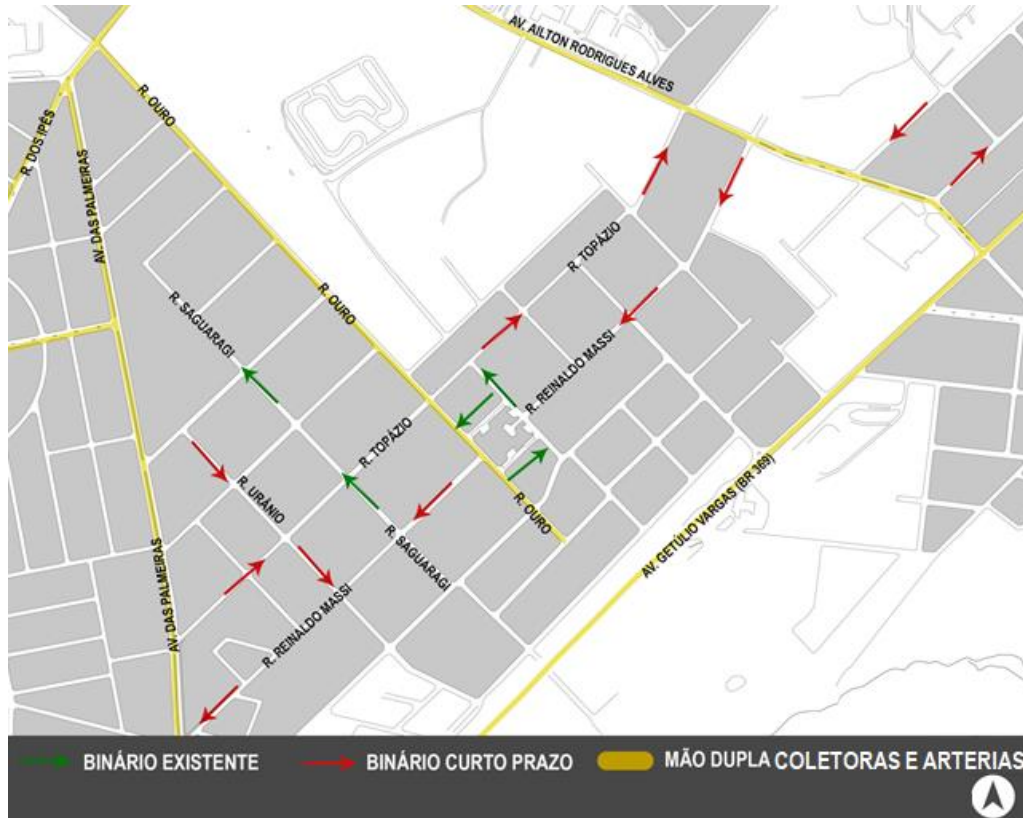 AV. AILTON RODRIGUES ALVES
R. OURO
R. DOS IPÊS
AV. DAS PALMEIRAS
R. TOPÁZIO
R. OURO
R. SAGUARAGI
R. REINALDO MASSI
R. TOPÁZIO
R. URÂNIO
R. OURO
R. SAGUARAGI
AV. GETÚLIO VARGAS (BR 369)
AV. DAS PALMEIRAS
R. REINALDO MASSI
BINÁRIO EXISTENTE
BINÁRIO CURTO PRAZO
MÃO DUPLA COLETORAS E ARTERIAS